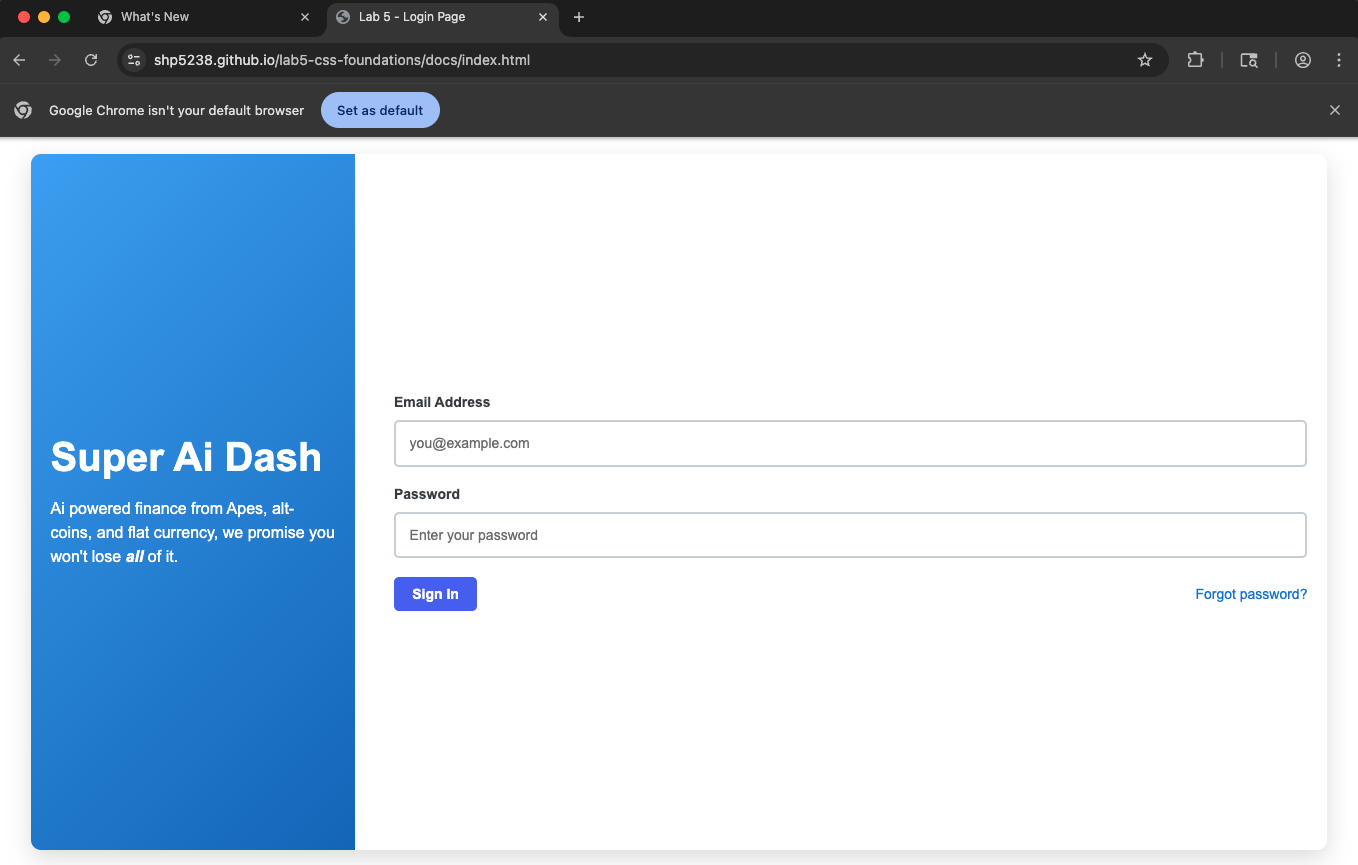 What's New
Lab 5 - Login Page
shp5238.github.io/lab5-css-foundations/docs/index.html
Google Chrome isn't your default browser
Set as default
Super Ai Dash
Ai powered finance from Apes, alt-
coins, and flat currency, we promise you
won't lose all of it.
Email Address
you@example.com
Password
Enter your password
Sign In
Forgot password?